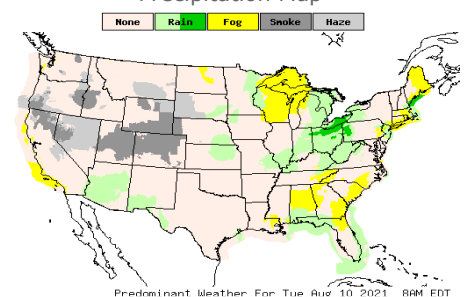 Precipitation Map
None Rain Fog Smoke Haze
Predominant Weather For Tue Aug 10 2021 8AM EDT